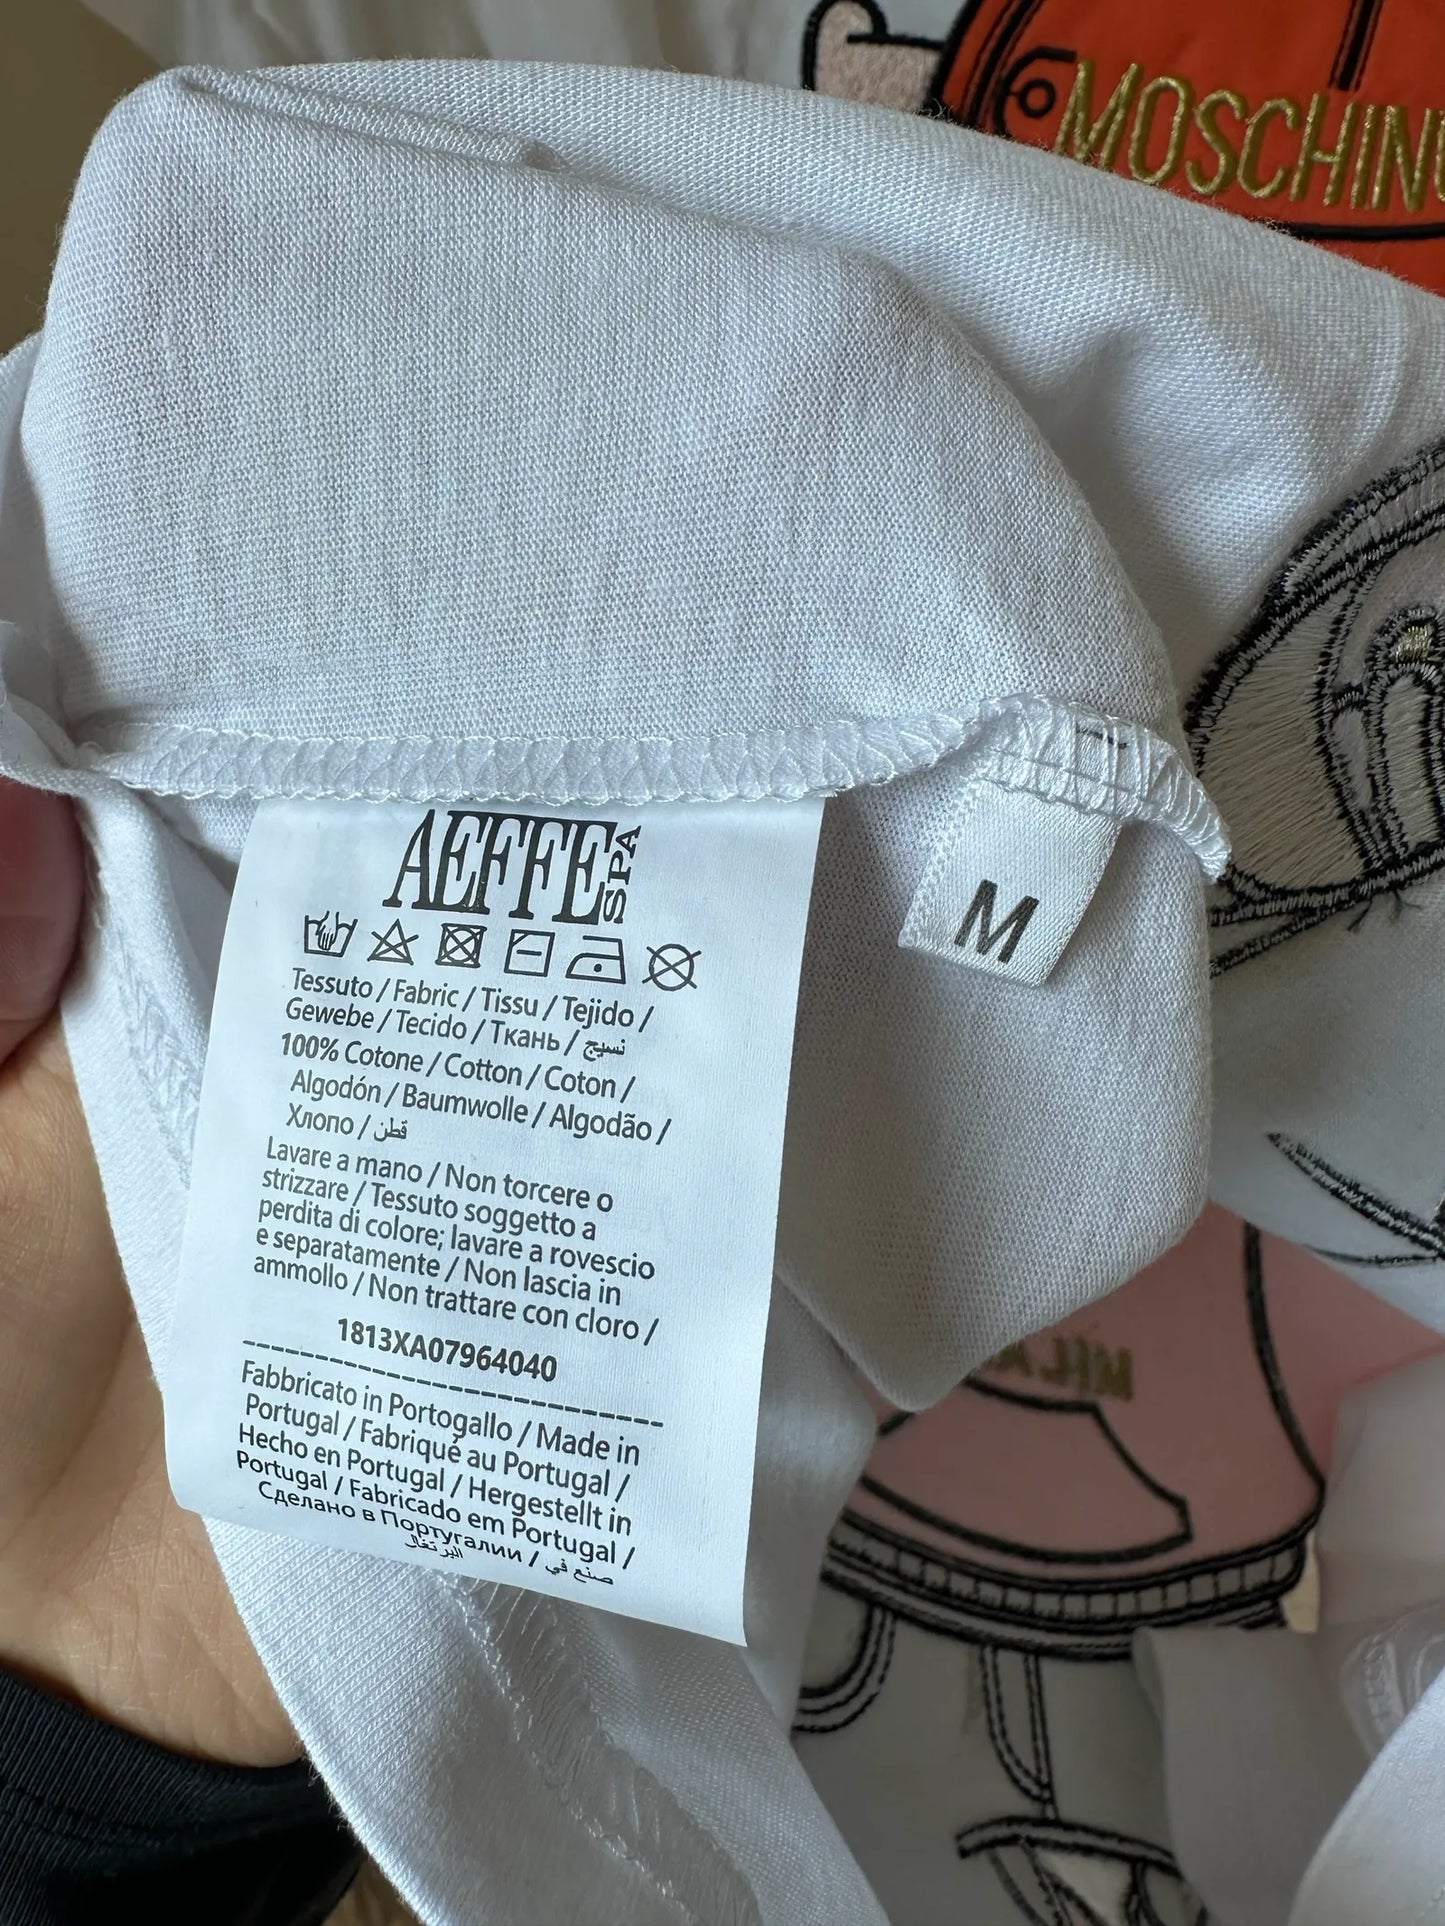 MOSCHINO
AEFFE SPA
M
Tessuto / Fabric / Tissu / Tejido /
Gewebe / Tecido / Ткань / نسيج
100% Cotone / Cotton / Coton /
Algodón / Baumwolle / Algodão /
Хлопо / قطن
Lavare a mano / Non torcere o
strizzare / Tessuto soggetto a
perdita di colore; lavare a rovescio
e separatamente / Non lascia in
ammollo / Non trattare con cloro /
1813XA07964040
Fabbricato in Portogallo / Made in
Portugal / Fabriqué au Portugal /
Hecho en Portugal / Hergestellt in
Portugal / Fabricado em Portugal /
Сделано в Португалии / صنع في
البرتغال